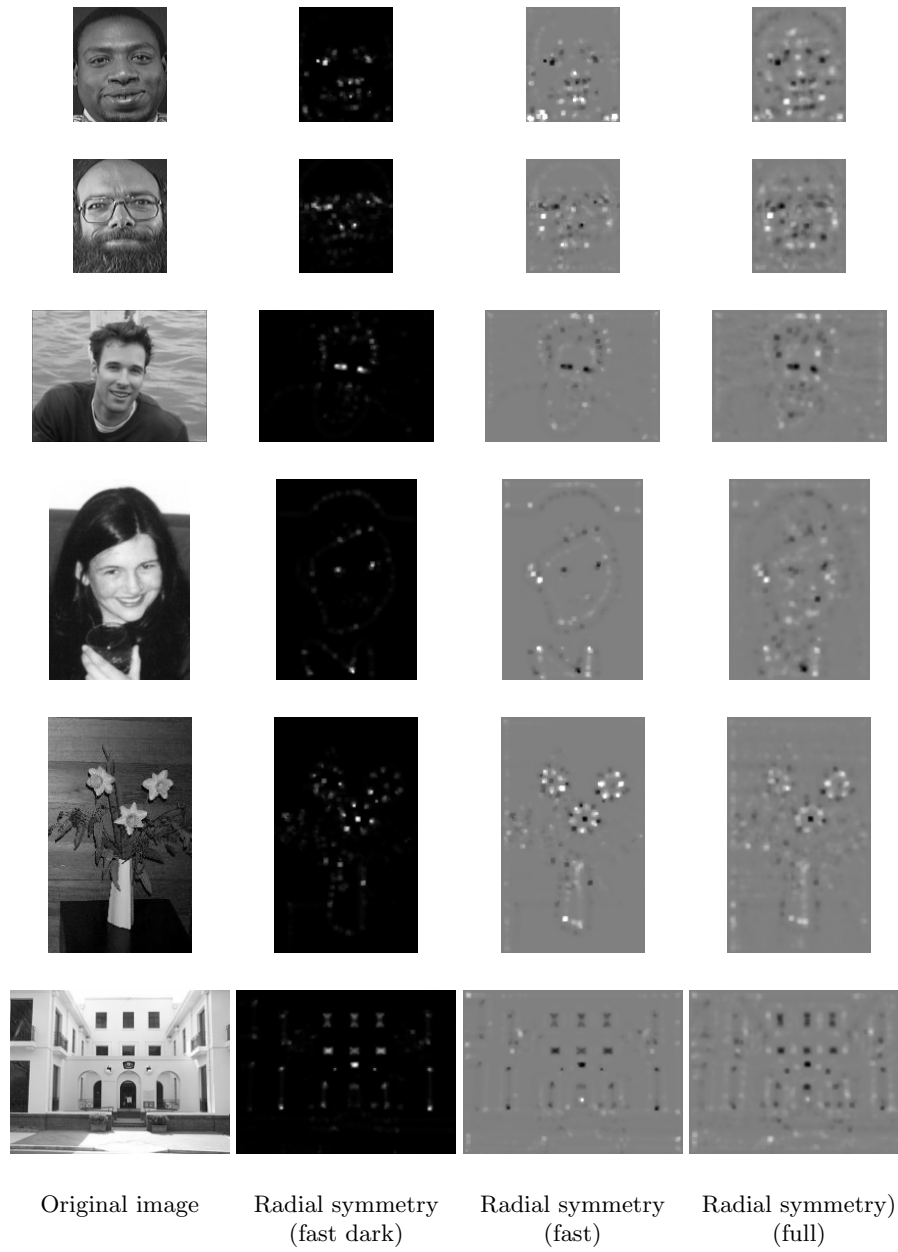 Original image
Radial symmetry
(fast dark)
Radial symmetry
(fast)
Radial symmetry)
(full)